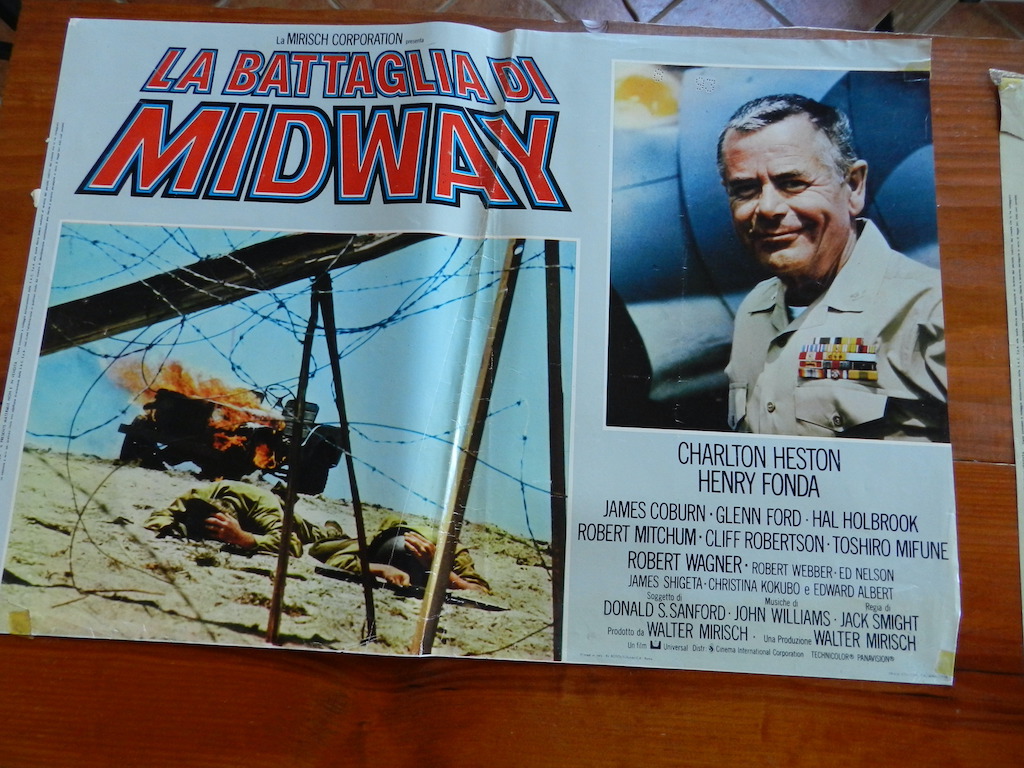 La MIRISCH CORPORATION presenta
LA BATTAGLIA DI
MIDWAY
CHARLTON HESTON
HENRY FONDA
JAMES COBURN · GLENN FORD · HAL HOLBROOK
ROBERT MITCHUM · CLIFF ROBERTSON · TOSHIRO MIFUNE
ROBERT WAGNER · ROBERT WEBBER · ED NELSON
JAMES SHIGETA · CHRISTINA KOKUBO e EDWARD ALBERT
Soggetto di Musiche di Regia di
DONALD S. SANFORD · JOHN WILLIAMS · JACK SMIGHT
Prodotto da WALTER MIRISCH · Una Produzione WALTER MIRISCH
Un film Universal Distr. Cinema International Corporation TECHNICOLOR® PANAVISION®